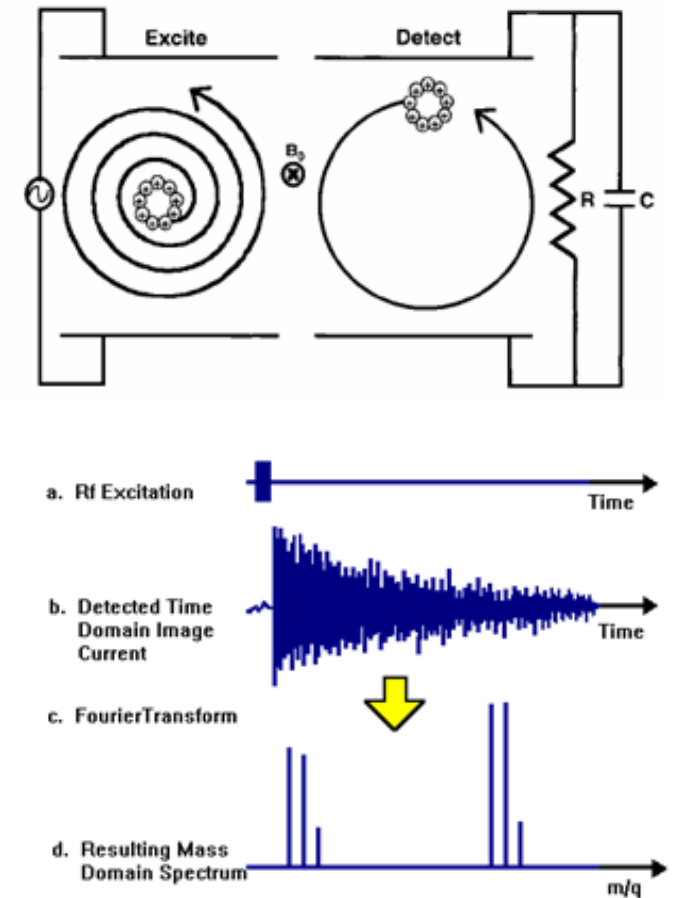 Excite
Detect
B₀
R
C
a. Rf Excitation
Time
b. Detected Time
Domain Image
Current
Time
c. FourierTransform
d. Resulting Mass
Domain Spectrum
m/q